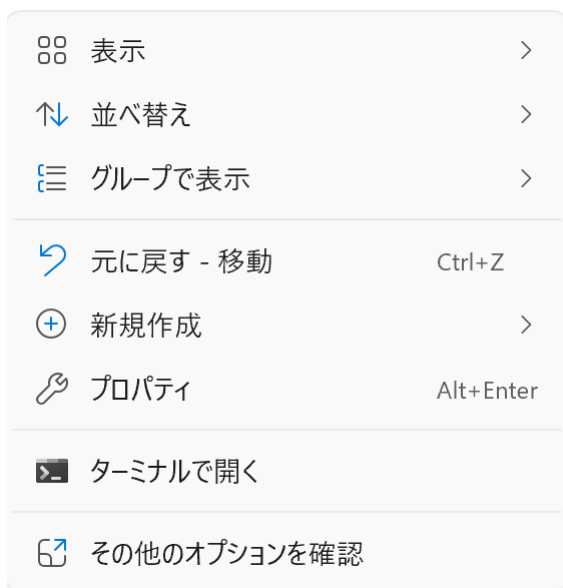 表示
並べ替え
グループで表示
元に戻す - 移動 Ctrl+Z
新規作成
プロパティ Alt+Enter
ターミナルで開く
その他のオプションを確認